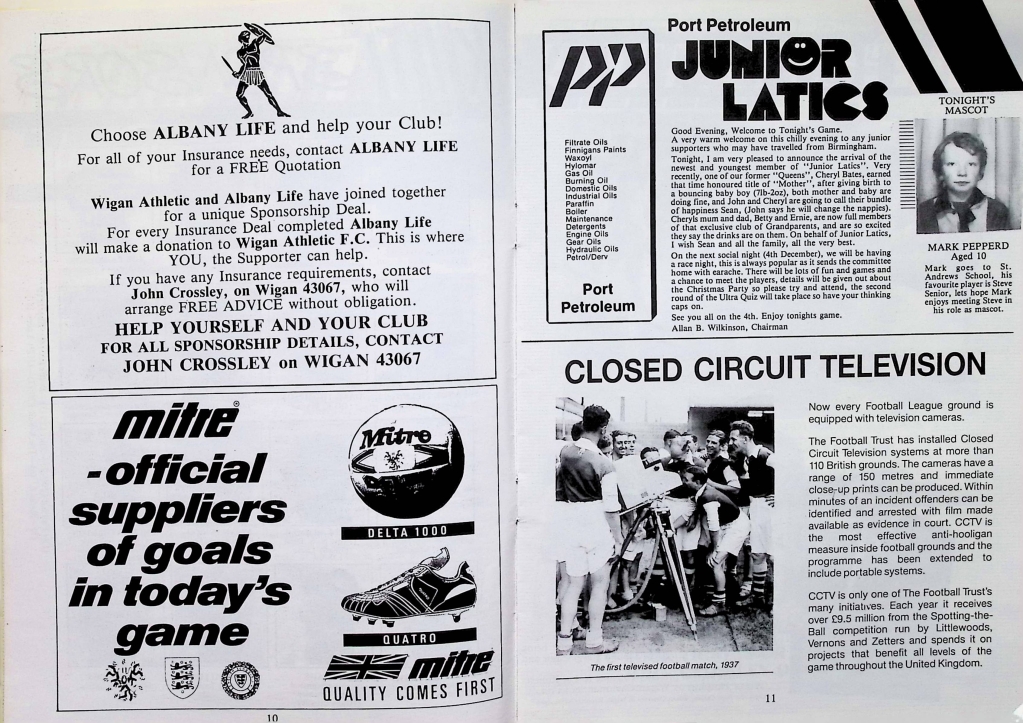 Choose ALBANY LIFE and help your Club!
For all of your Insurance needs, contact ALBANY LIFE
for a FREE Quotation
Wigan Athletic and Albany Life have joined together
for a unique Sponsorship Deal.
For every Insurance Deal completed Albany Life
will make a donation to Wigan Athletic F.C. This is where
YOU, the Supporter can help.
If you have any Insurance requirements, contact
John Crossley, on Wigan 43067, who will
arrange FREE ADVICE without obligation.
HELP YOURSELF AND YOUR CLUB
FOR ALL SPONSORSHIP DETAILS, CONTACT
JOHN CROSSLEY on WIGAN 43067
mitre®
-official
suppliers
of goals
in today's
game
Mitre
DELTA 1000
QUATRO
mitre
QUALITY COMES FIRST
10
PP
Filtrate Oils
Finnigans Paints
Waxoyl
Hylomar
Gas Oil
Burning Oil
Domestic Oils
Industrial Oils
Paraffin
Boiler
Maintenance
Detergents
Engine Oils
Gear Oils
Hydraulic Oils
Petrol/Derv
Port
Petroleum
Port Petroleum
JUNIOR
LATICS
Good Evening, Welcome to Tonight's Game.
A very warm welcome on this chilly evening to any junior
supporters who may have travelled from Birmingham.
Tonight, I am very pleased to announce the arrival of the
newest and youngest member of "Junior Latics". Very
recently, one of our former "Queens", Cheryl Bates, earned
that time honoured title of "Mother", after giving birth to
a bouncing baby boy (7lb-2oz), both mother and baby are
doing fine, and John and Cheryl are going to call their bundle
of happiness Sean, (John says he will change the nappies).
Cheryls mum and dad, Betty and Ernie, are now full members
of that exclusive club of Grandparents, and are so excited
they say the drinks are on them. On behalf of Junior Latics,
I wish Sean and all the family, all the very best.
On the next social night (4th December), we will be having
a race night, this is always popular as it sends the committee
home with earache. There will be lots of fun and games and
a chance to meet the players, details will be given out about
the Christmas Party so please try and attend, the second
round of the Ultra Quiz will take place so have your thinking
caps on.
See you all on the 4th. Enjoy tonights game.
Allan B. Wilkinson, Chairman
TONIGHT'S
MASCOT
MARK PEPPERD
Aged 10
Mark goes to St.
Andrews School, his
favourite player is Steve
Senior, lets hope Mark
enjoys meeting Steve in
his role as mascot.
CLOSED CIRCUIT TELEVISION
The first televised football match, 1937
Now every Football League ground is
equipped with television cameras.
The Football Trust has installed Closed
Circuit Television systems at more than
110 British grounds. The cameras have a
range of 150 metres and immediate
close-up prints can be produced. Within
minutes of an incident offenders can be
identified and arrested with film made
available as evidence in court. CCTV is
the most effective anti-hooligan
measure inside football grounds and the
programme has been extended to
include portable systems.
CCTV is only one of The Football Trust's
many initiatives. Each year it receives
over £9.5 million from the Spotting-the-
Ball competition run by Littlewoods,
Vernons and Zetters and spends it on
projects that benefit all levels of the
game throughout the United Kingdom.
11